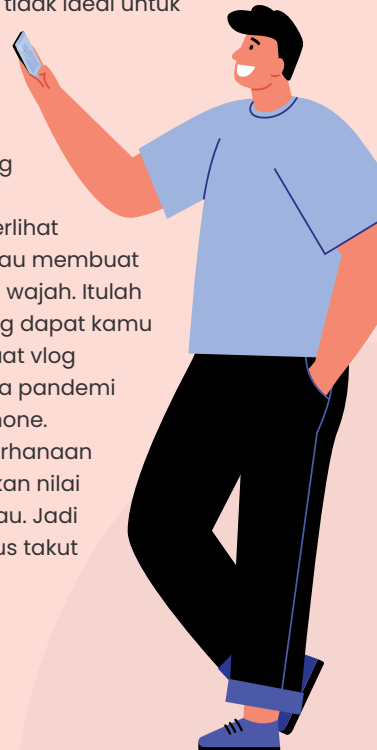 tidak ideal untuk
g
erlihat
au membuat
wajah. Itulah
g dapat kamu
at vlog
a pandemi
one.
rhanaan
kan nilai
au. Jadi
us takut